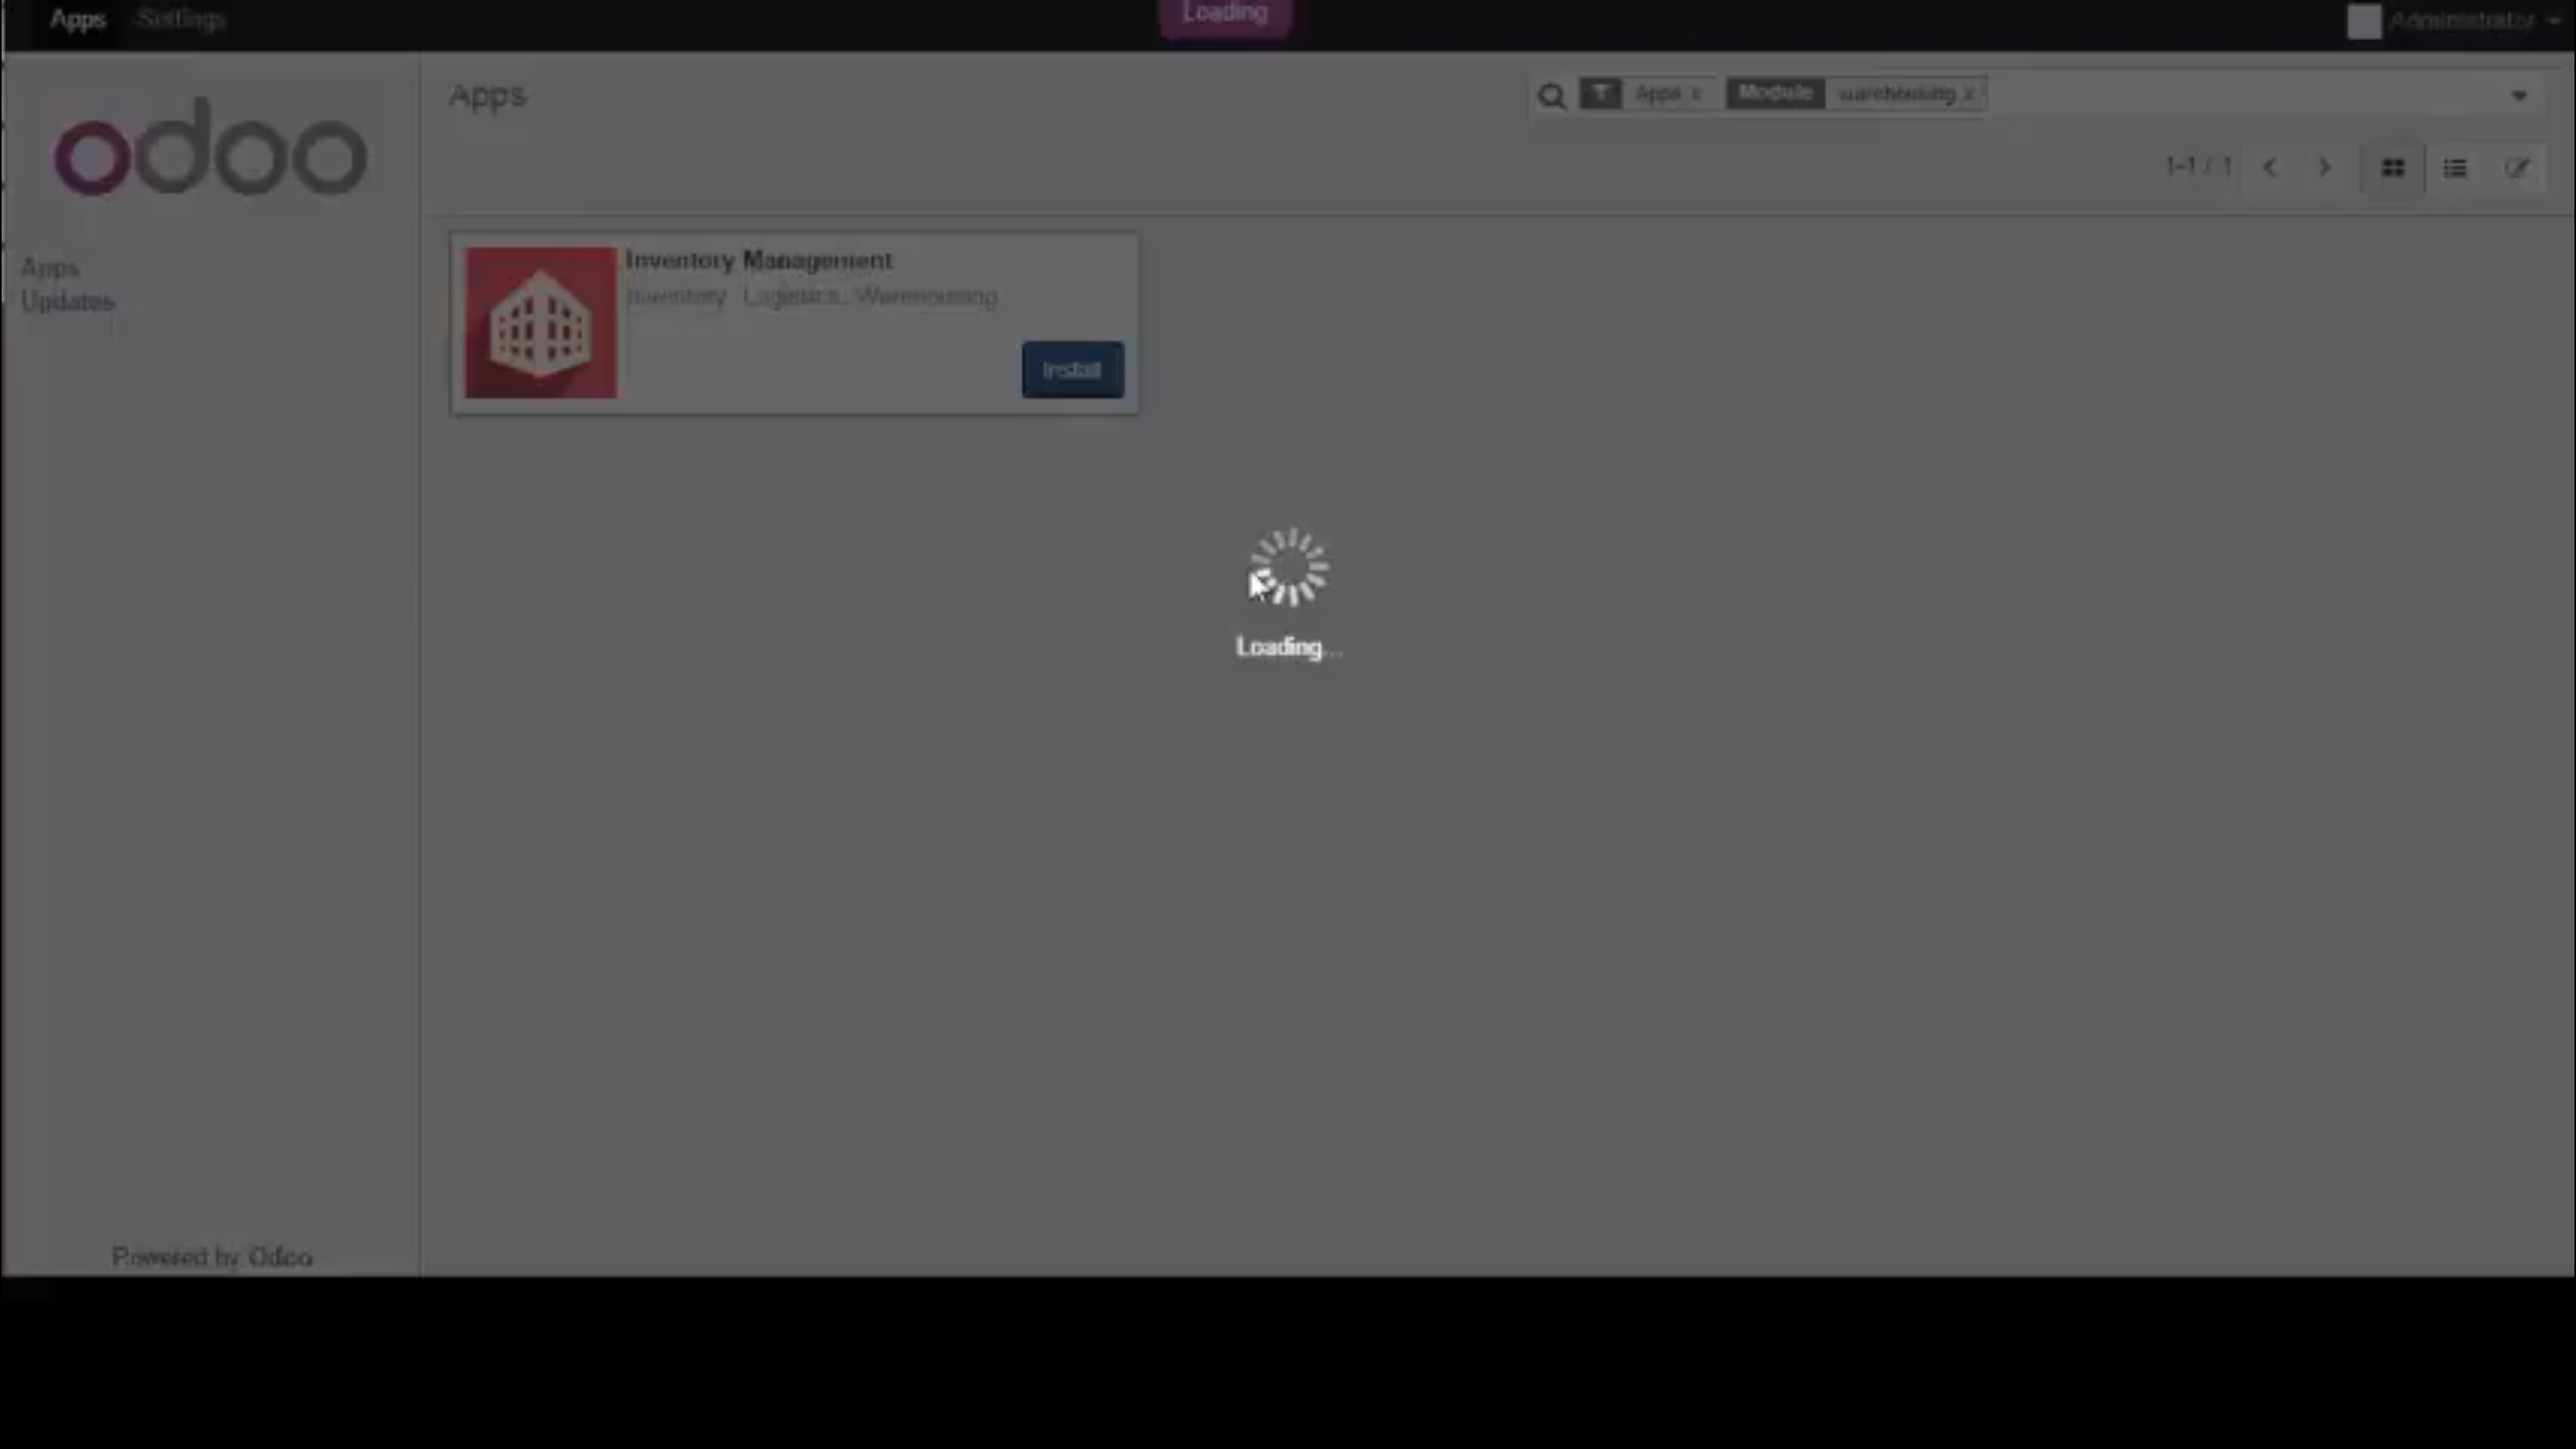 Apps Settings Loading Administrator
odoo
Apps
Apps x Module warehousing x
1-1 / 1
Apps
Updates
Inventory Management
Inventory, Logistics, Warehousing
Install
Loading...
Powered by Odoo